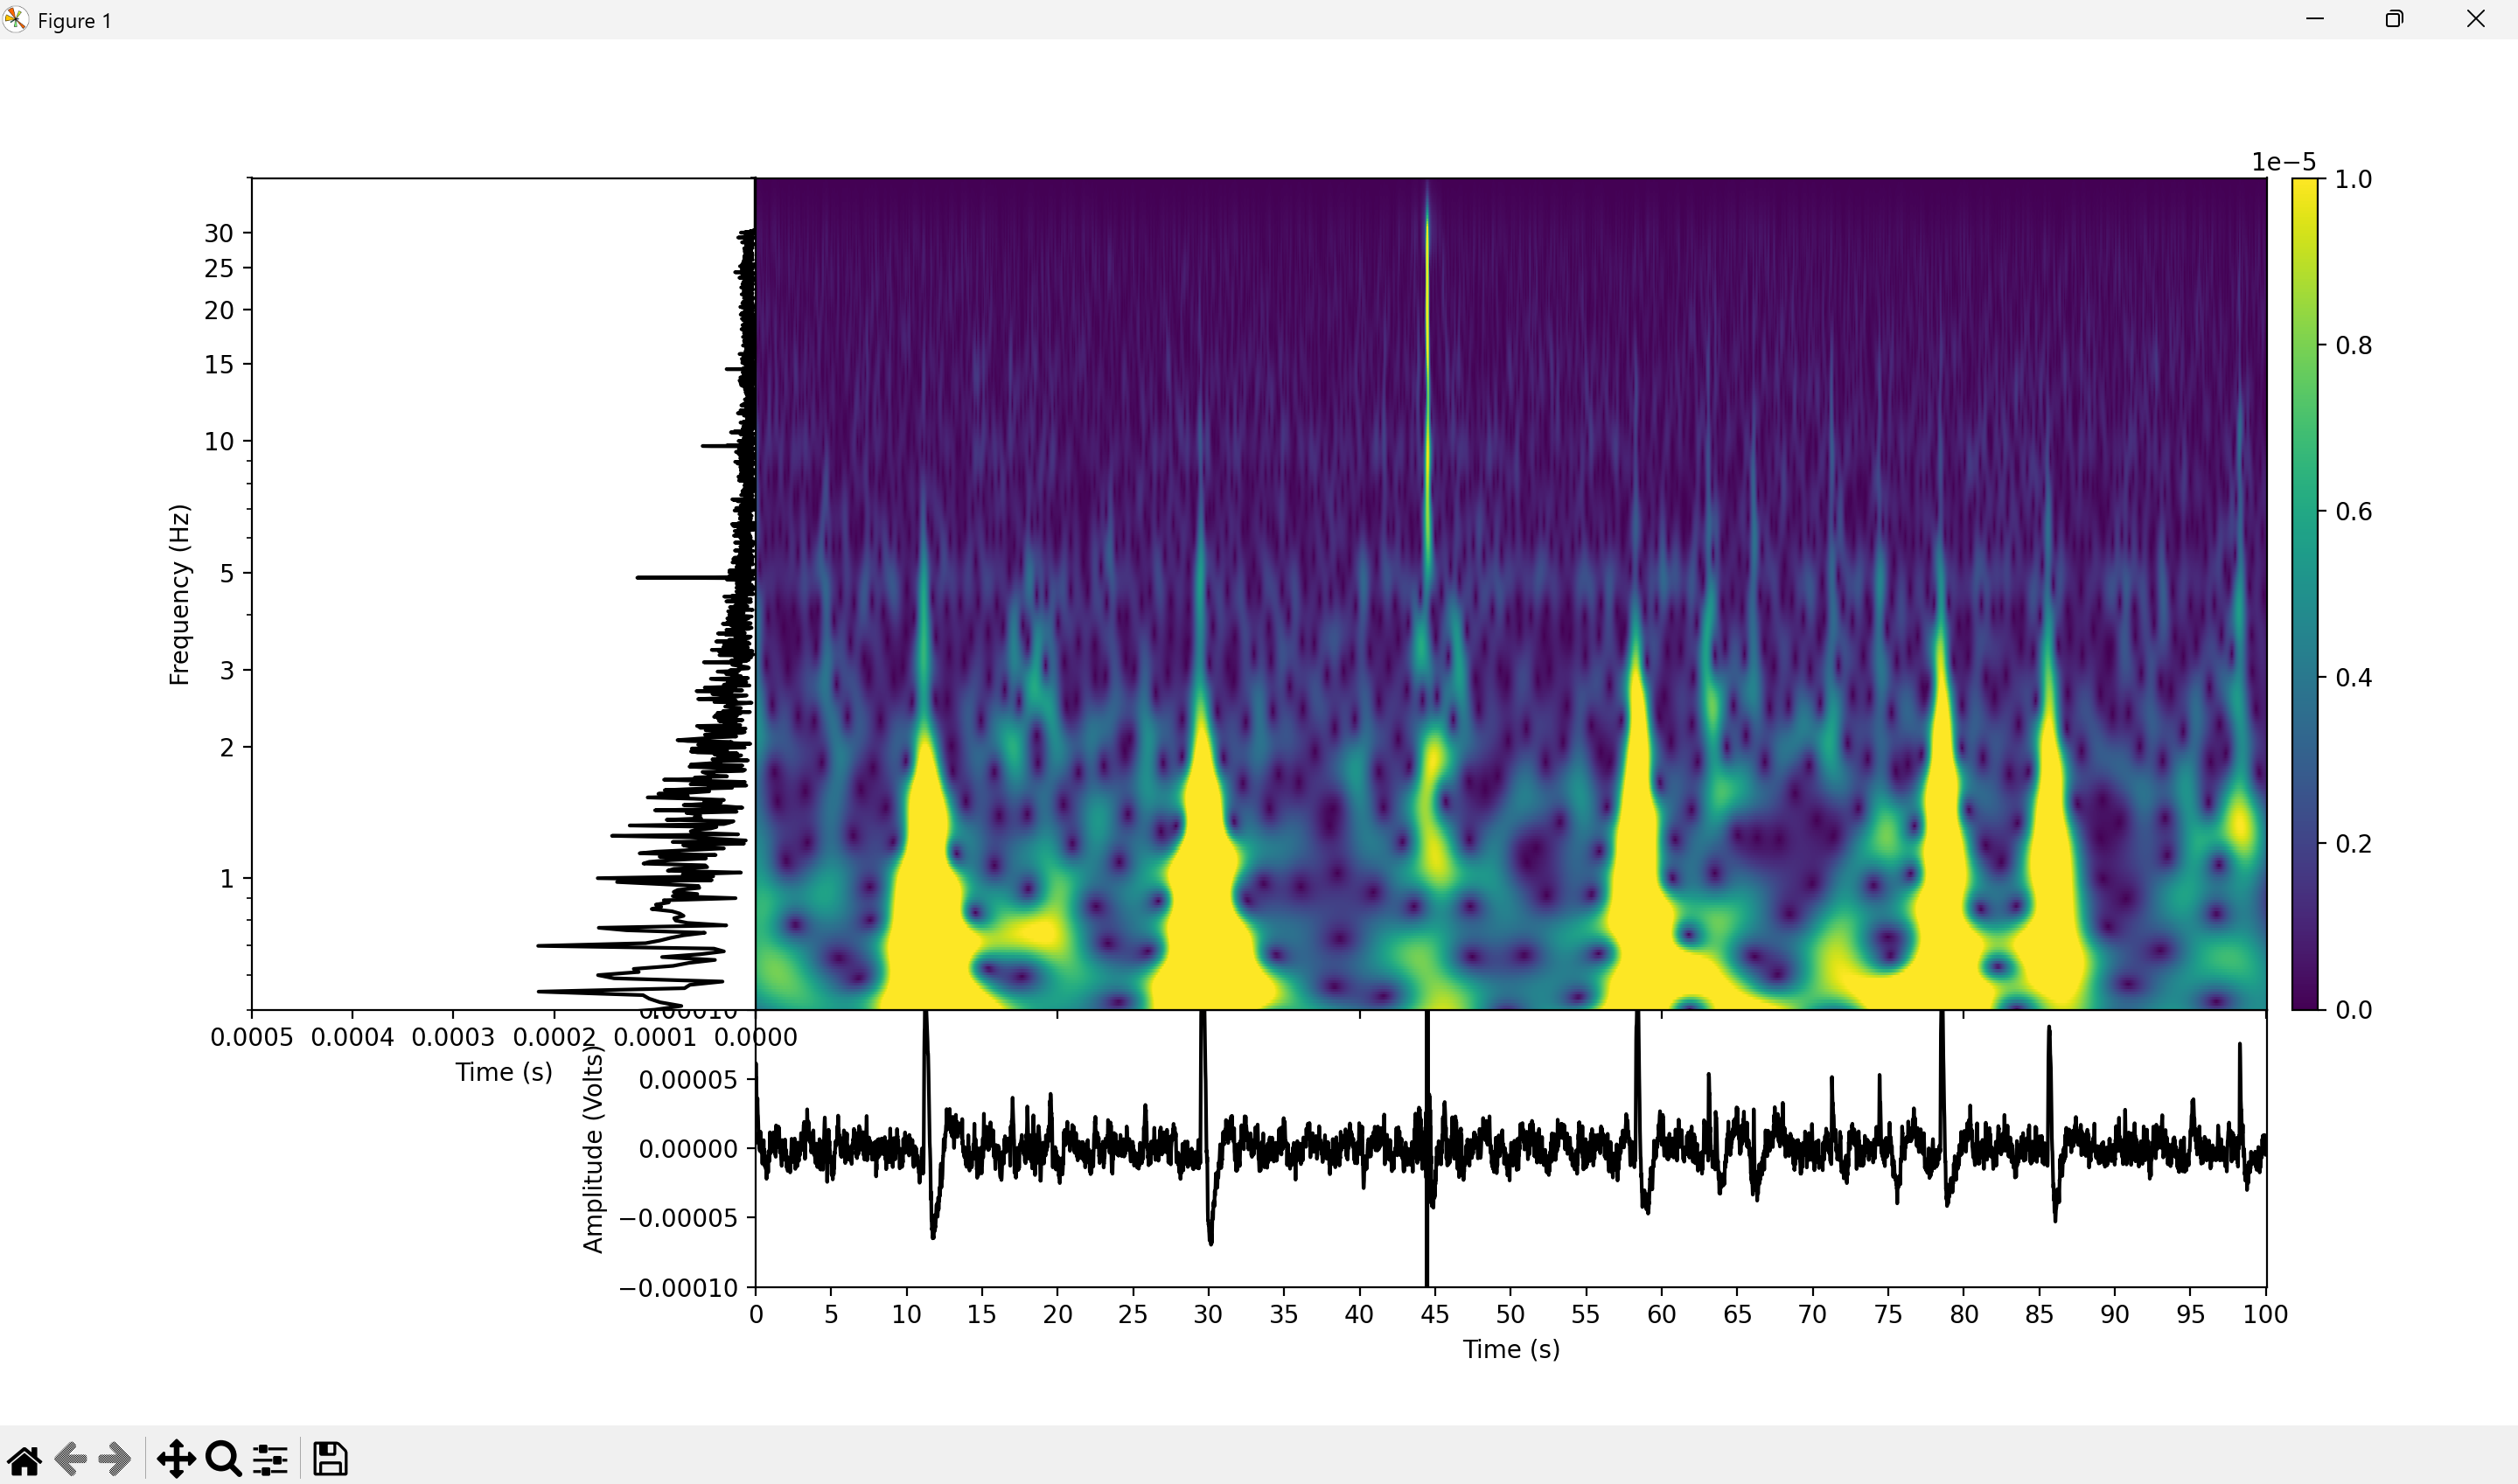 Figure 1
1e−5
1.0
0.8
0.6
0.4
0.2
0.0
30
25
20
15
10
5
3
2
1
Frequency (Hz)
0.0005 0.0004 0.0003 0.0002 0.0001 0.0000
Time (s)
0.00010
0.00005
0.00000
−0.00005
−0.00010
Amplitude (Volts)
0 5 10 15 20 25 30 35 40 45 50 55 60 65 70 75 80 85 90 95 100
Time (s)